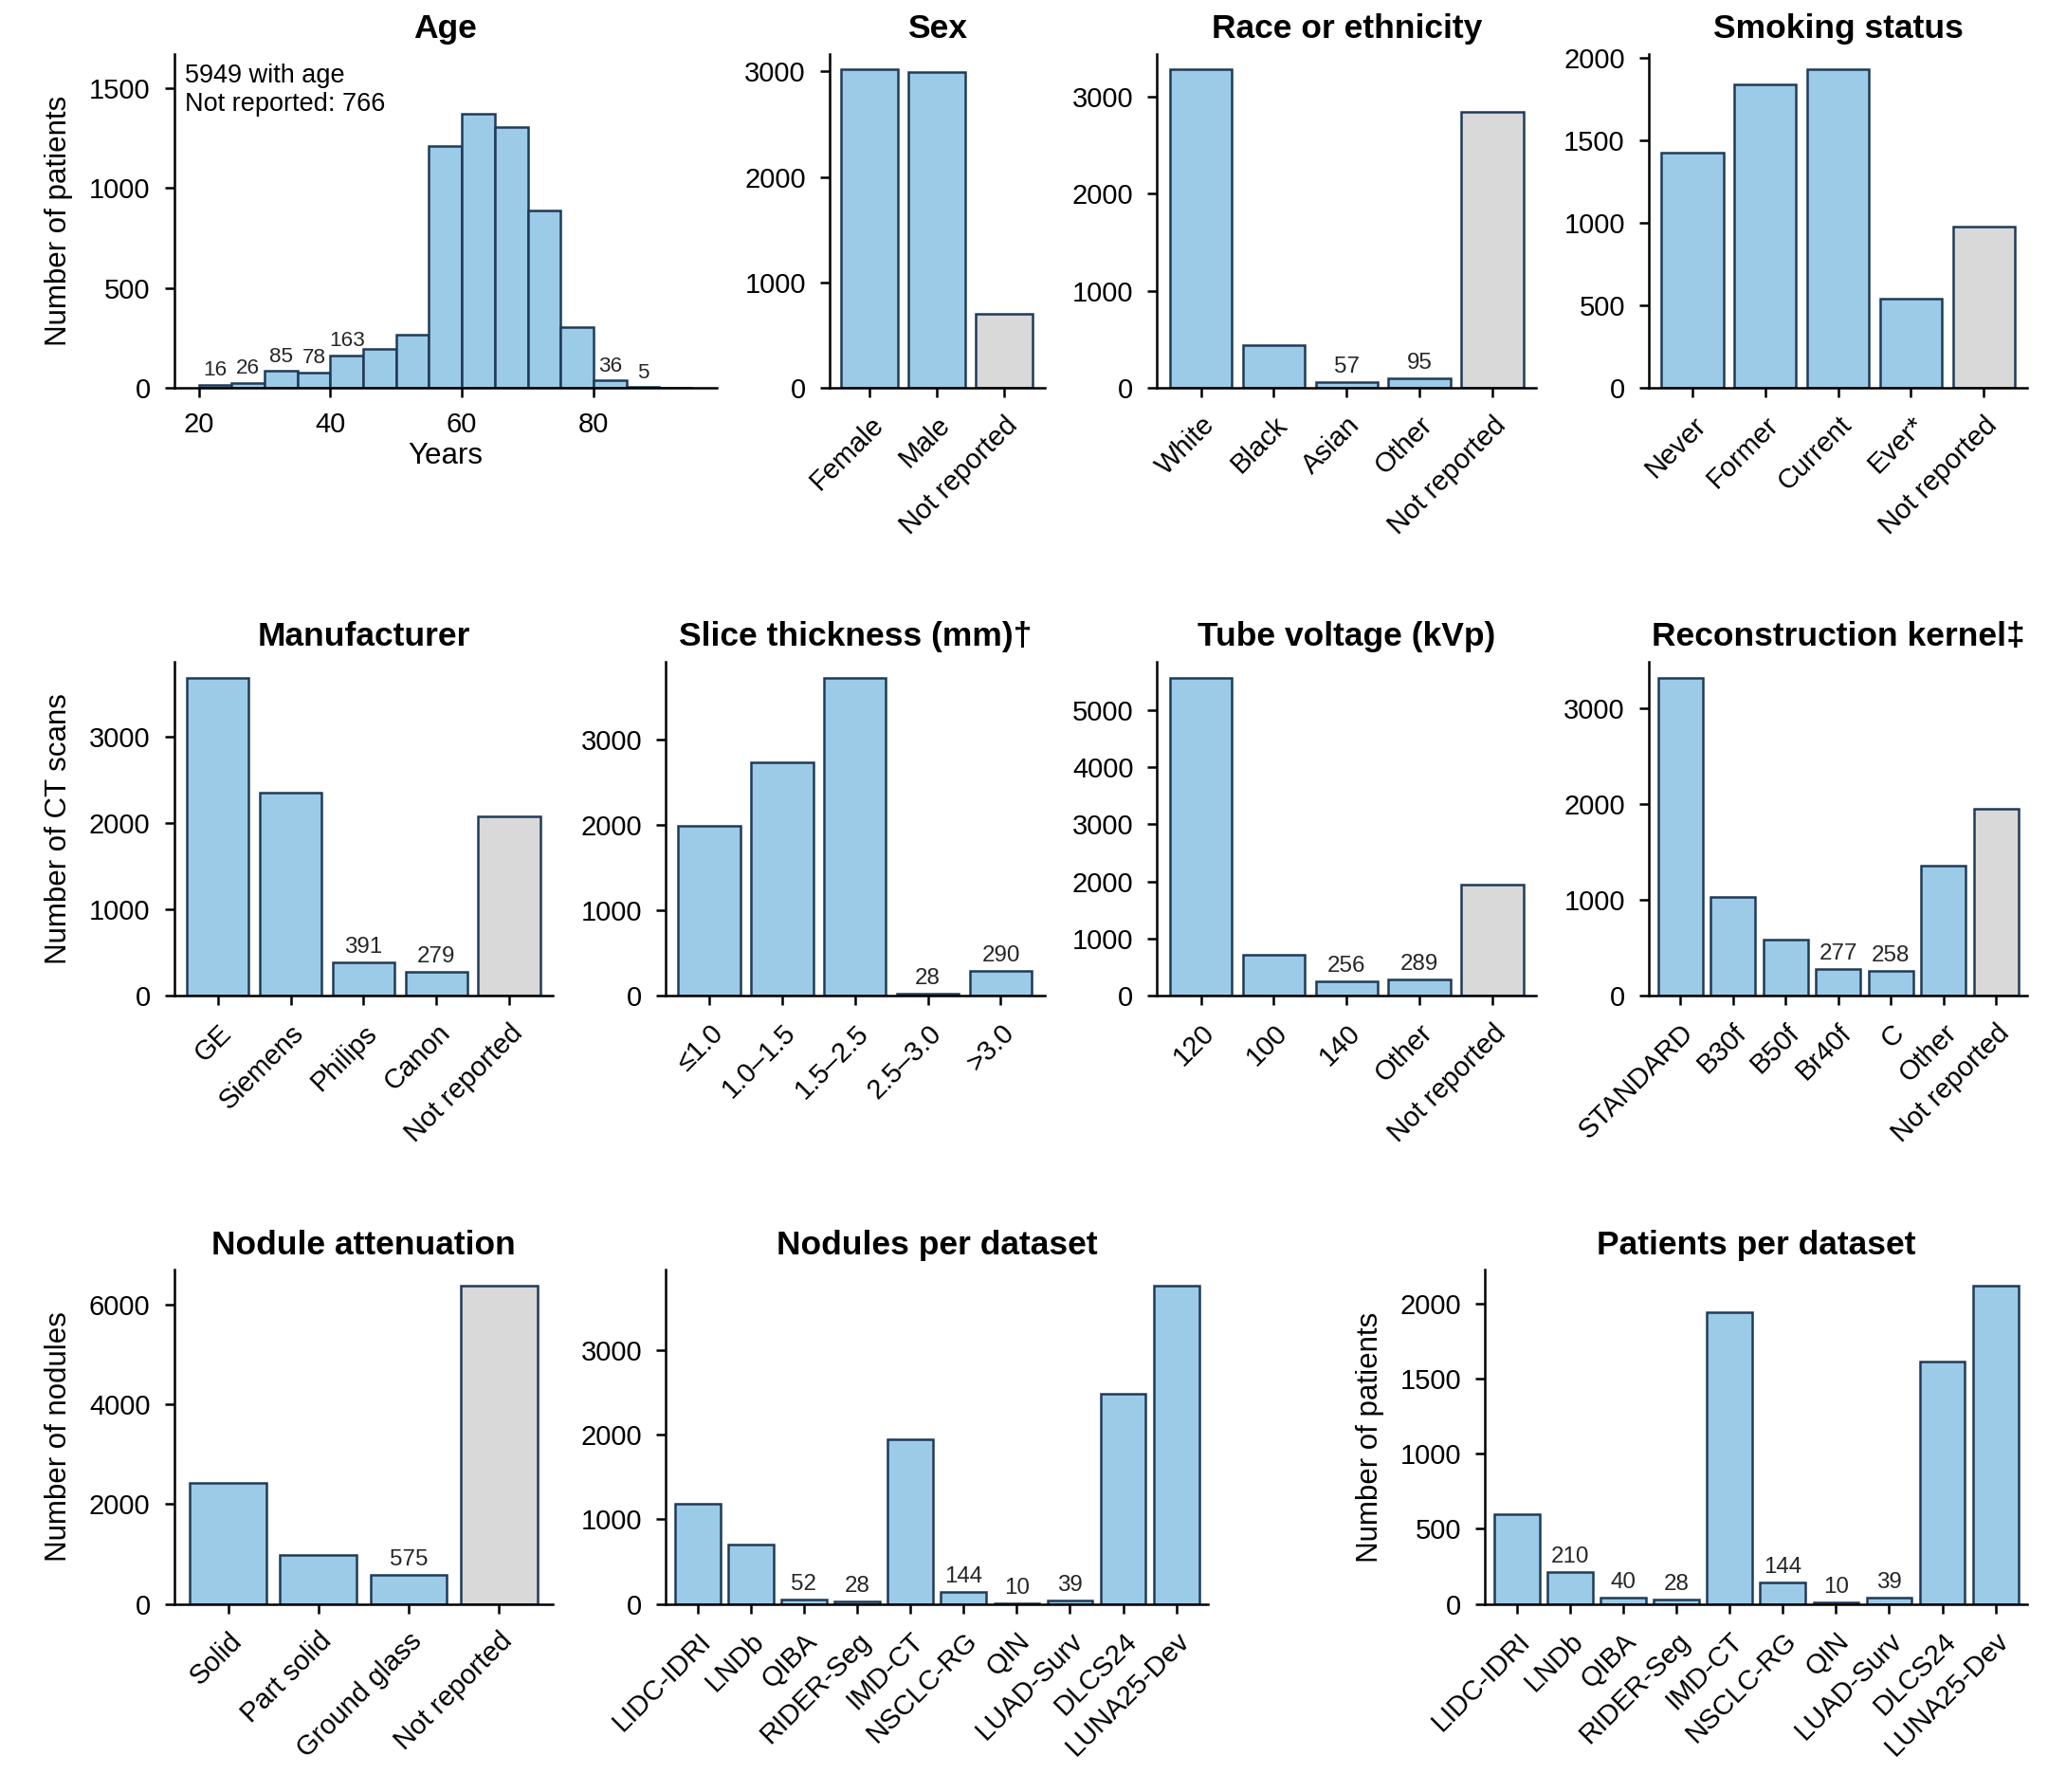 Age
5949 with age
Not reported: 766
Number of patients
1500
1000
500
0
16 26 85 78 163 36 5
20 40 60 80
Years
Sex
3000
2000
1000
0
Female Male Not reported
Race or ethnicity
3000
2000
1000
0
57 95
White Black Asian Other Not reported
Smoking status
2000
1500
1000
500
0
Never Former Current Ever* Not reported
Manufacturer
Number of CT scans
3000
2000
1000
0
391 279
GE Siemens Philips Canon Not reported
Slice thickness (mm)†
3000
2000
1000
0
28 290
≤1.0 1.0–1.5 1.5–2.5 2.5–3.0 >3.0
Tube voltage (kVp)
5000
4000
3000
2000
1000
0
256 289
120 100 140 Other Not reported
Reconstruction kernel‡
3000
2000
1000
0
277 258
STANDARD B30f B50f Br40f C Other Not reported
Nodule attenuation
Number of nodules
6000
4000
2000
0
575
Solid Part solid Ground glass Not reported
Nodules per dataset
3000
2000
1000
0
52 28 144 10 39
LIDC-IDRI LNDb QIBA RIDER-Seg IMD-CT NSCLC-RG QIN LUAD-Surv DLCS24 LUNA25-Dev
Patients per dataset
Number of patients
2000
1500
1000
500
0
210 40 28 144 10 39
LIDC-IDRI LNDb QIBA RIDER-Seg IMD-CT NSCLC-RG QIN LUAD-Surv DLCS24 LUNA25-Dev